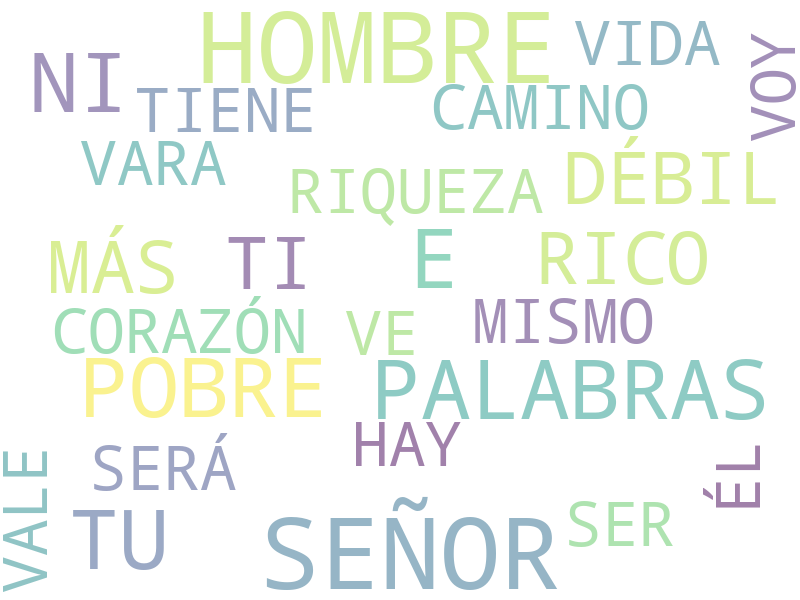 HOMBRE
VIDA
VOY
NI
TIENE
CAMINO
VARA
RIQUEZA
DÉBIL
MÁS
TI
E
RICO
CORAZÓN
VE
MISMO
POBRE
PALABRAS
HAY
SERÁ
ÉL
VALE
TU
SEÑOR
SER